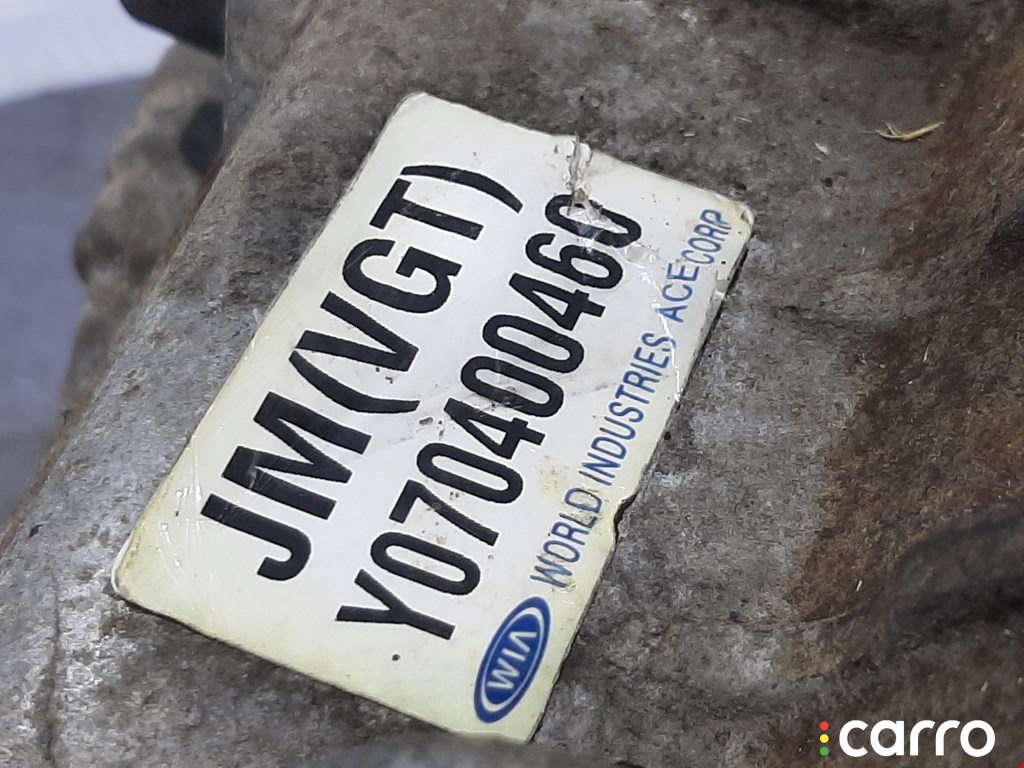 JM(VGT)
Y070400460
WIA WORLD INDUSTRIES ACE CORP
carro